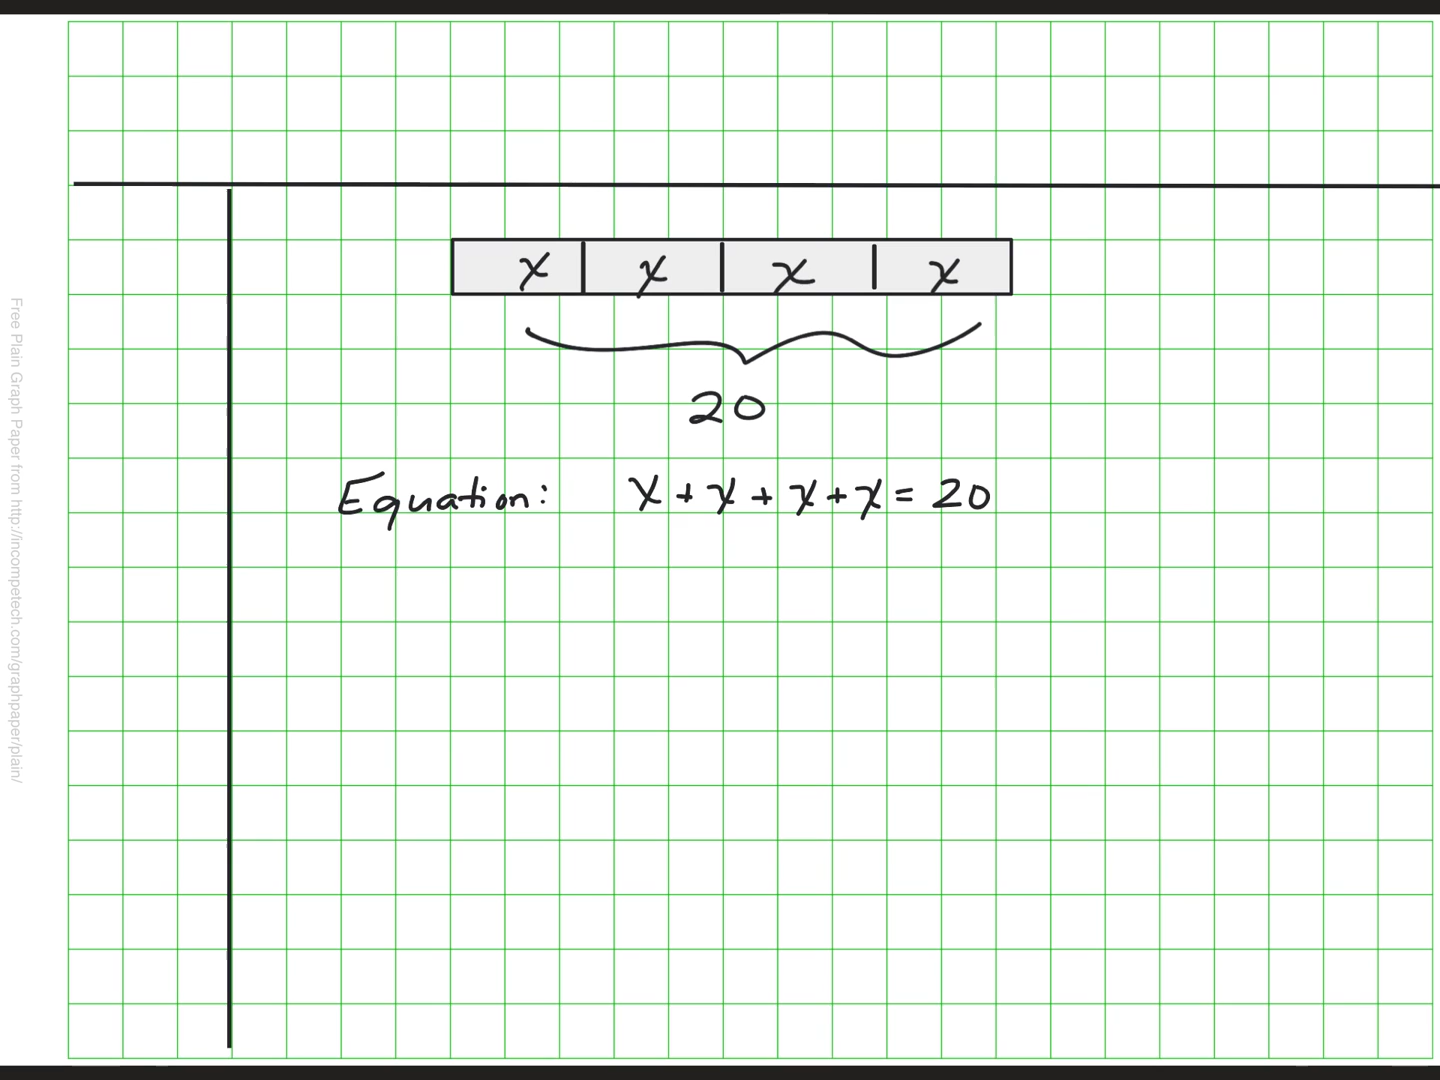 x x x x
20
Equation: x + x + x + x = 20
Free Plain Graph Paper from http://incompetech.com/graphpaper/plain/